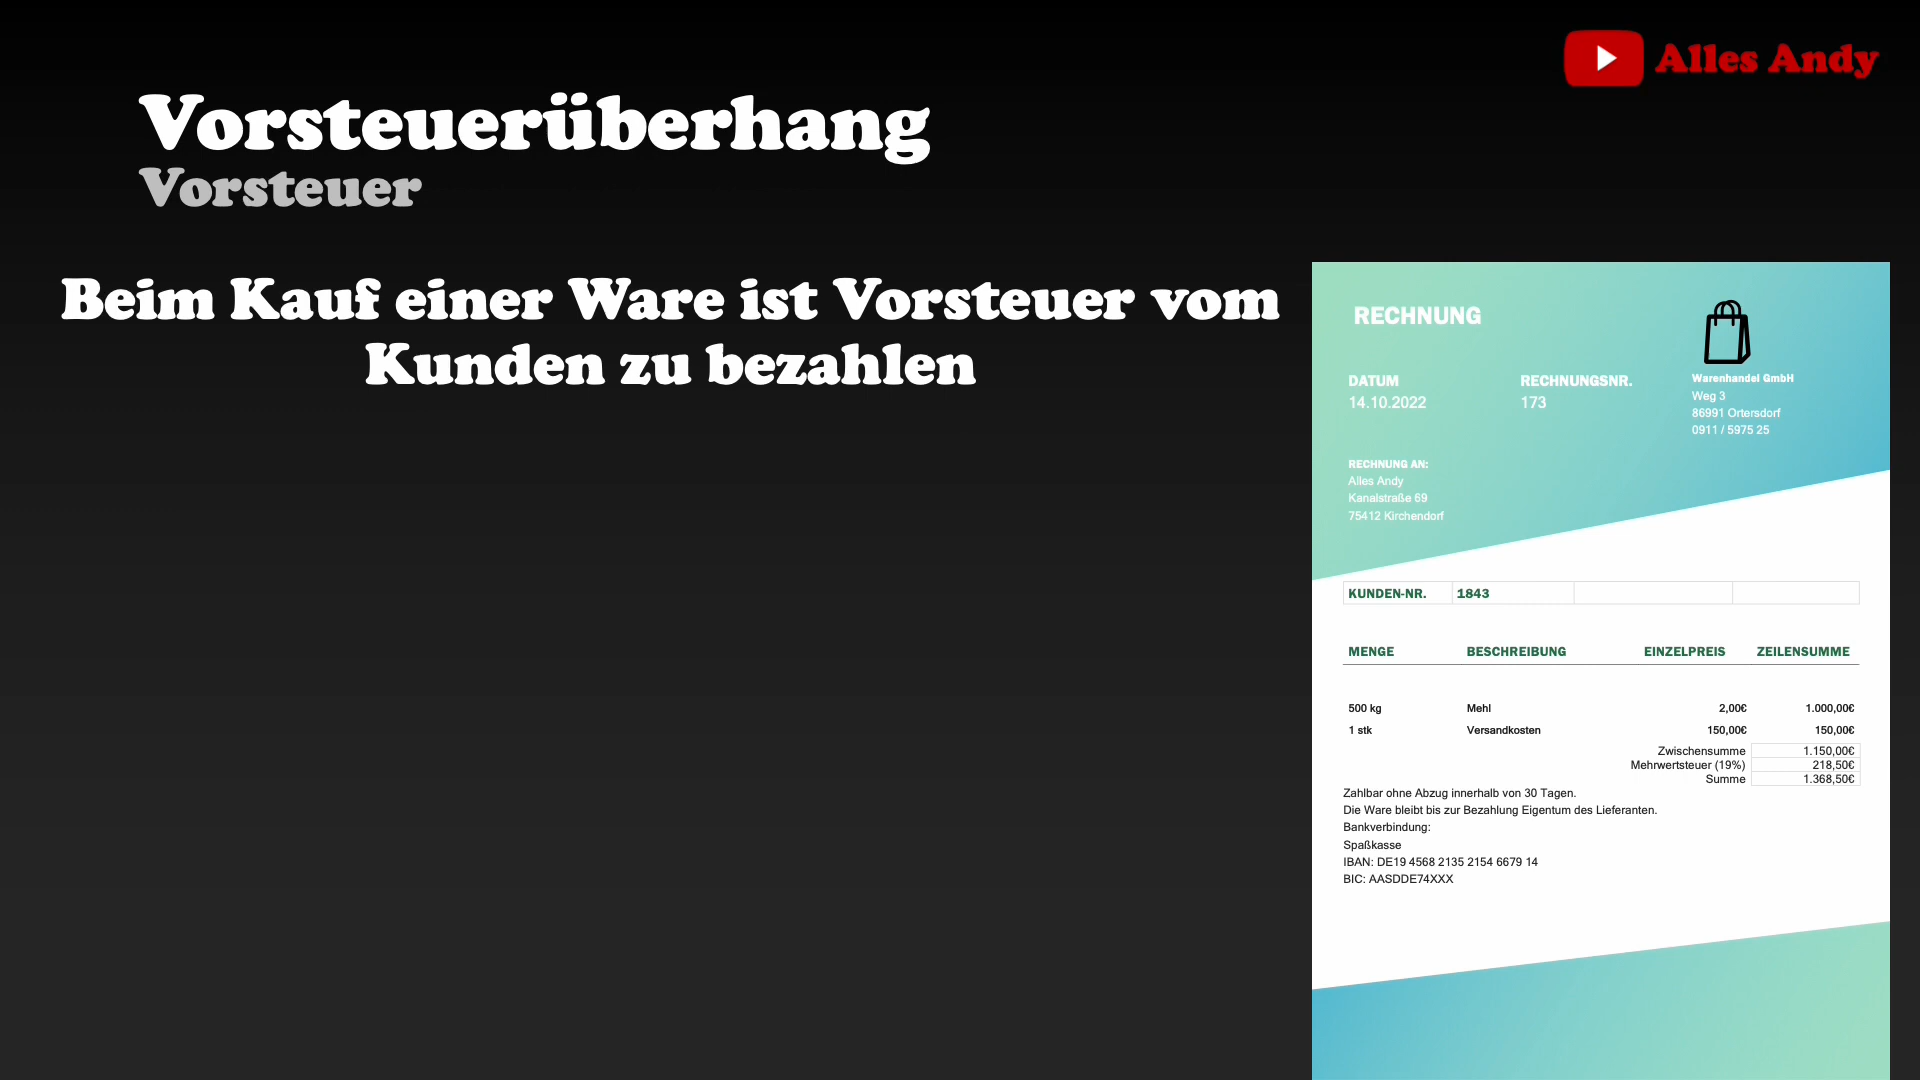 Alles Andy
Vorsteuerüberhang
Vorsteuer
Beim Kauf einer Ware ist Vorsteuer vom
Kunden zu bezahlen
RECHNUNG
DATUM RECHNUNGSNR.
14.10.2022 173
Warenhandel GmbH
Weg 3
86991 Ortersdorf
0911 / 5975 25
RECHNUNG AN:
Alles Andy
Kanalstraße 69
75412 Kirchendorf
KUNDEN-NR. 1843
MENGE BESCHREIBUNG EINZELPREIS ZEILENSUMME
500 kg Mehl 2,00€ 1.000,00€
1 stk Versandkosten 150,00€ 150,00€
Zwischensumme 1.150,00€
Mehrwertsteuer (19%) 218,50€
Summe 1.368,50€
Zahlbar ohne Abzug innerhalb von 30 Tagen.
Die Ware bleibt bis zur Bezahlung Eigentum des Lieferanten.
Bankverbindung:
Spaßkasse
IBAN: DE19 4568 2135 2154 6679 14
BIC: AASDDE74XXX